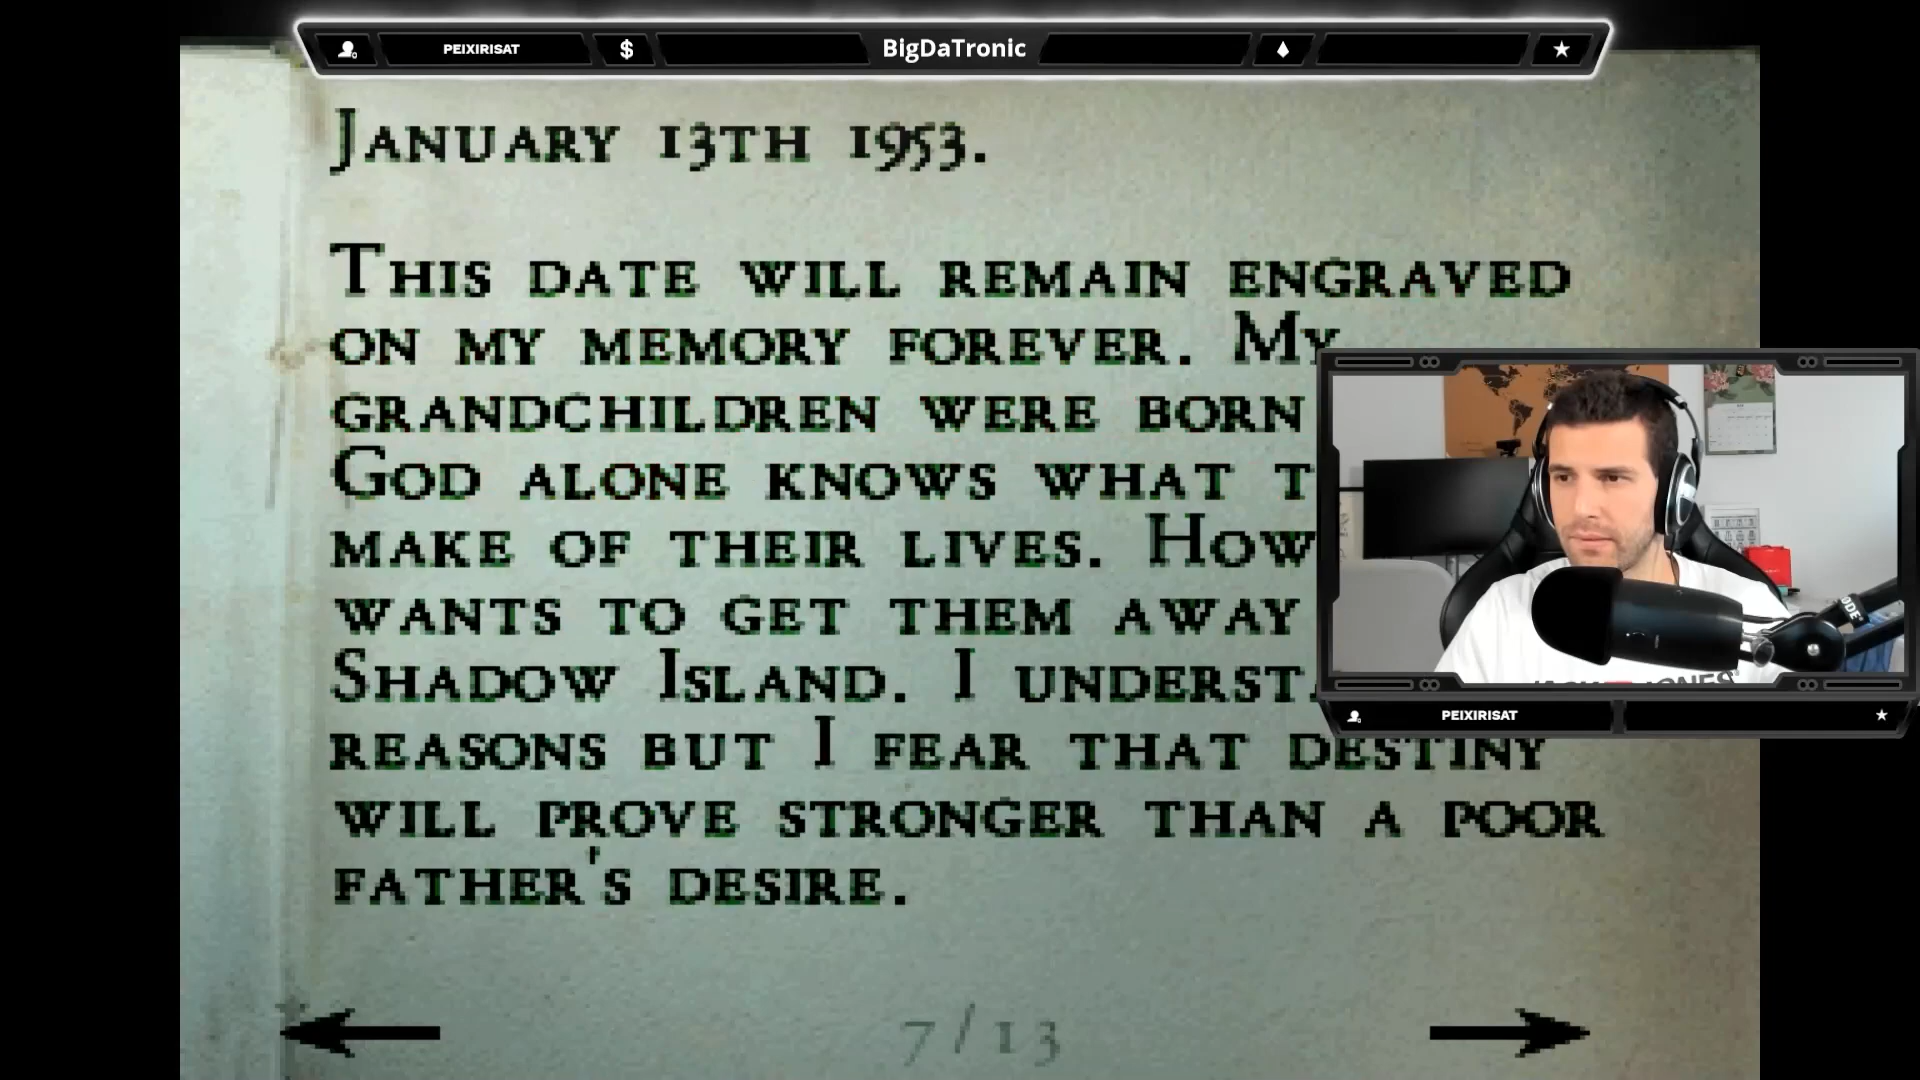 PEIXIRISAT $ BigDaTronic
January 13th 1953.
This date will remain engraved
on my memory forever. My
grandchildren were born
God alone knows what
make of their lives. How
wants to get them away
Shadow Island. I
reasons but I fear that destiny
will prove stronger than a poor
father's desire.
PEIXIRISAT
7/13